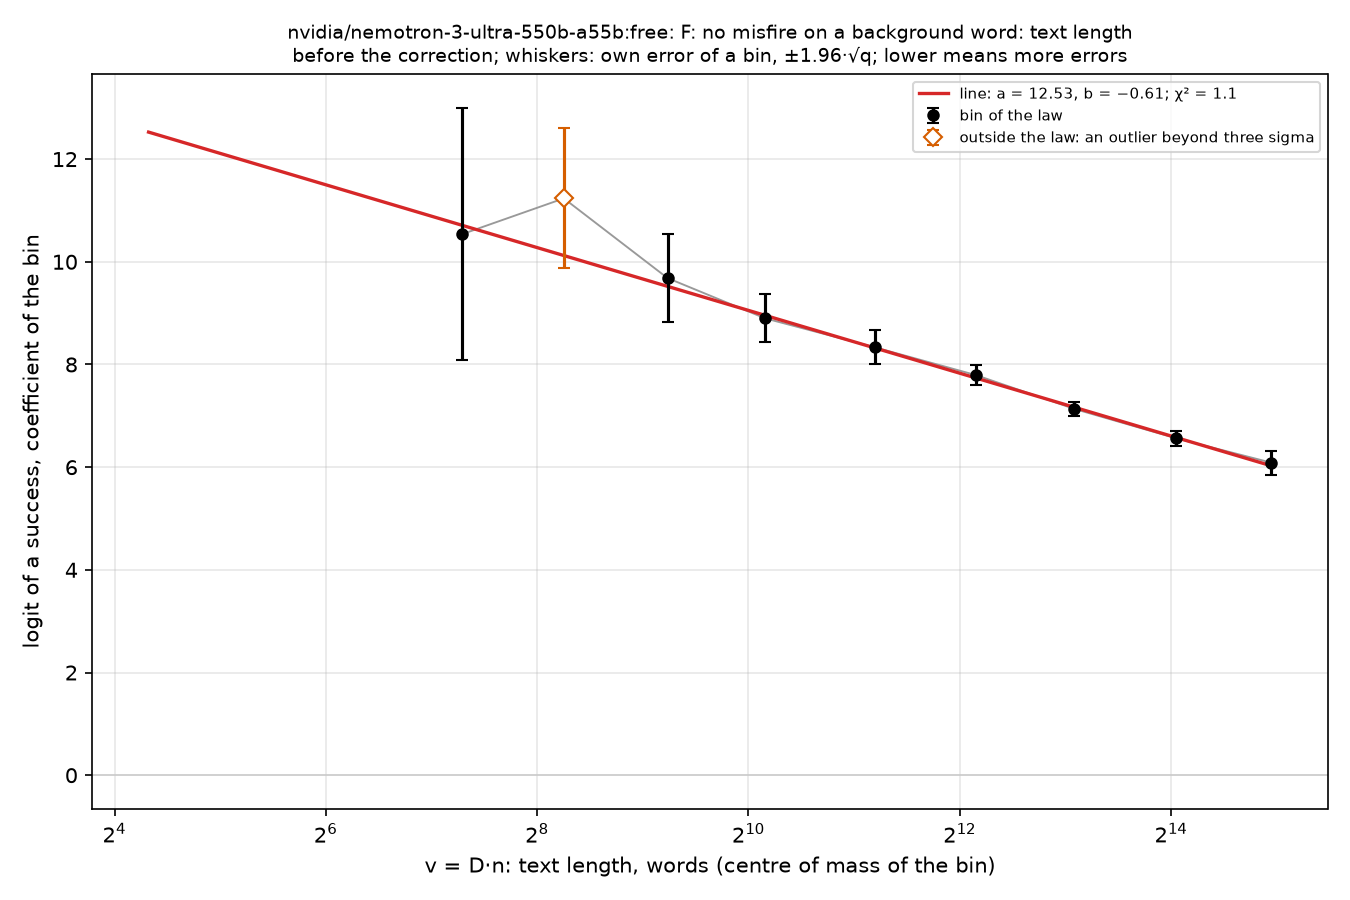 nvidia/nemotron-3-ultra-550b-a55b:free: F: no misfire on a background word: text length
before the correction; whiskers: own error of a bin, ±1.96·√q; lower means more errors
line: a = 12.53, b = −0.61; χ² = 1.1
bin of the law
outside the law: an outlier beyond three sigma
logit of a success, coefficient of the bin
12
10
8
6
4
2
0
2⁴ 2⁶ 2⁸ 2¹⁰ 2¹² 2¹⁴
v = D·n: text length, words (centre of mass of the bin)